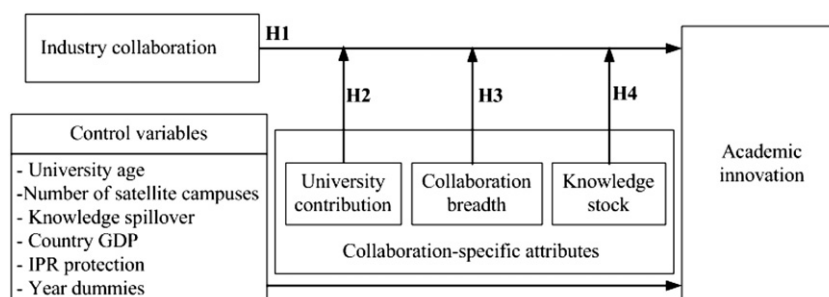 Industry collaboration
H1
H2
H3
H4
Control variables
- University age
-Number of satellite campuses
- Knowledge spillover
- Country GDP
- IPR protection
- Year dummies
University
contribution
Collaboration
breadth
Knowledge
stock
Collaboration-specific attributes
Academic
innovation